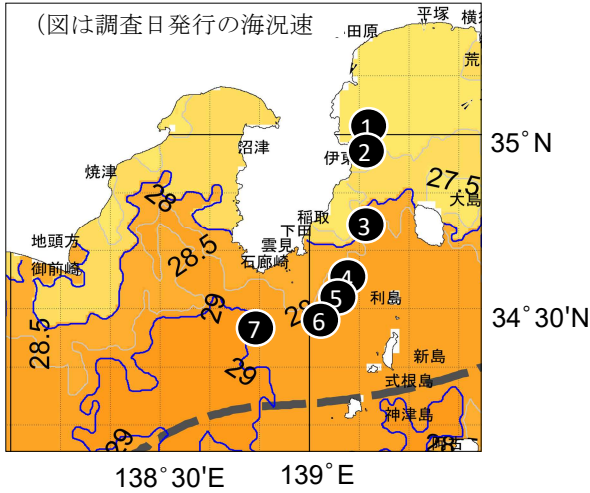 (図は調査日発行の海況速
平塚
横
田原
荒
1
35°N
沼津
伊東
2
焼津
27.5
28
大島
稲取
3
下田
地頭方
28.5
雲見
石廊崎
御前崎
4
29
5
利島
28
6
34°30'N
28.5
7
新島
29
式根島
神津島
29
28
138°30'E
139°E